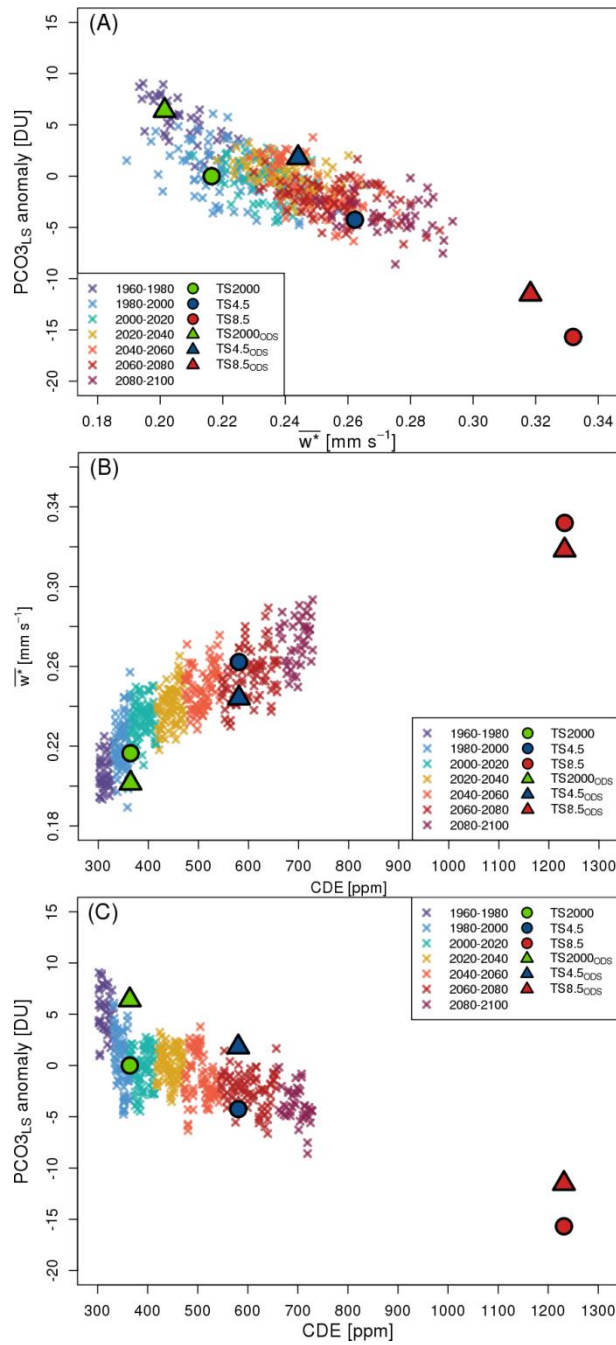 (A)
PCO3LS anomaly [DU]
15
10
5
0
-5
-10
-15
-20
1960-1980 TS2000
1980-2000 TS4.5
2000-2020 TS8.5
2020-2040 TS2000ODS
2040-2060 TS4.5ODS
2060-2080 TS8.5ODS
2080-2100
0.18 0.20 0.22 0.24 0.26 0.28 0.30 0.32 0.34
w* [mm s⁻¹]
(B)
w* [mm s⁻¹]
0.34
0.30
0.26
0.22
0.18
1960-1980 TS2000
1980-2000 TS4.5
2000-2020 TS8.5
2020-2040 TS2000ODS
2040-2060 TS4.5ODS
2060-2080 TS8.5ODS
2080-2100
300 400 500 600 700 800 900 1000 1100 1200 1300
CDE [ppm]
(C)
PCO3LS anomaly [DU]
15
10
5
0
-5
-10
-15
-20
1960-1980 TS2000
1980-2000 TS4.5
2000-2020 TS8.5
2020-2040 TS2000ODS
2040-2060 TS4.5ODS
2060-2080 TS8.5ODS
2080-2100
300 400 500 600 700 800 900 1000 1100 1200 1300
CDE [ppm]